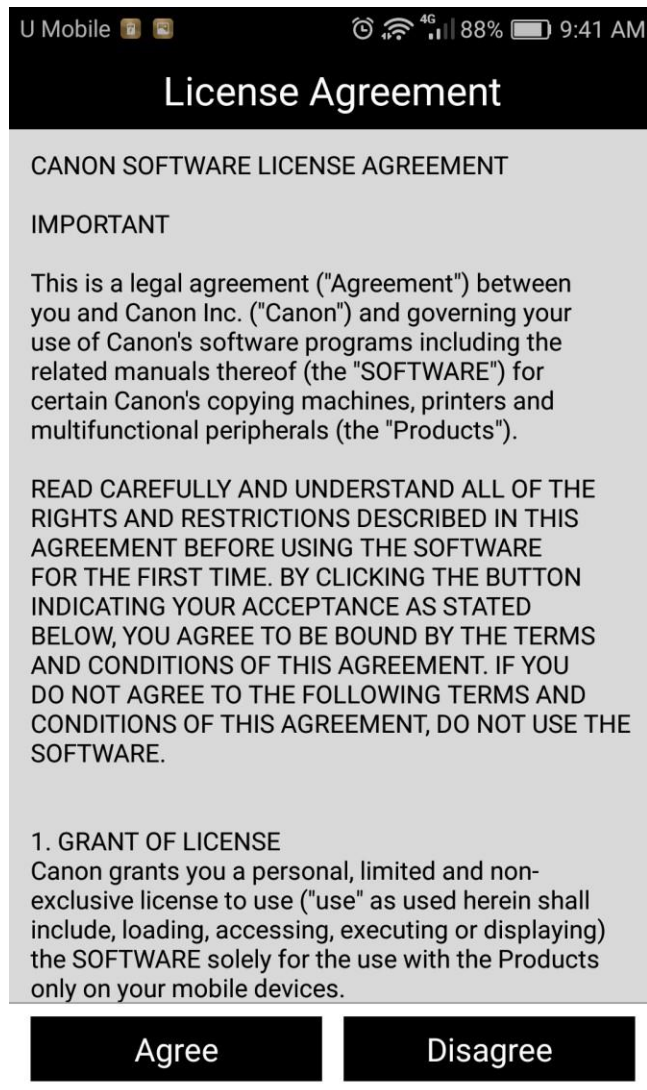 U Mobile 4G 88% 9:41 AM
License Agreement
CANON SOFTWARE LICENSE AGREEMENT
IMPORTANT
This is a legal agreement ("Agreement") between
you and Canon Inc. ("Canon") and governing your
use of Canon's software programs including the
related manuals thereof (the "SOFTWARE") for
certain Canon's copying machines, printers and
multifunctional peripherals (the "Products").
READ CAREFULLY AND UNDERSTAND ALL OF THE
RIGHTS AND RESTRICTIONS DESCRIBED IN THIS
AGREEMENT BEFORE USING THE SOFTWARE
FOR THE FIRST TIME. BY CLICKING THE BUTTON
INDICATING YOUR ACCEPTANCE AS STATED
BELOW, YOU AGREE TO BE BOUND BY THE TERMS
AND CONDITIONS OF THIS AGREEMENT. IF YOU
DO NOT AGREE TO THE FOLLOWING TERMS AND
CONDITIONS OF THIS AGREEMENT, DO NOT USE THE
SOFTWARE.
1. GRANT OF LICENSE
Canon grants you a personal, limited and non-
exclusive license to use ("use" as used herein shall
include, loading, accessing, executing or displaying)
the SOFTWARE solely for the use with the Products
only on your mobile devices.
Agree Disagree